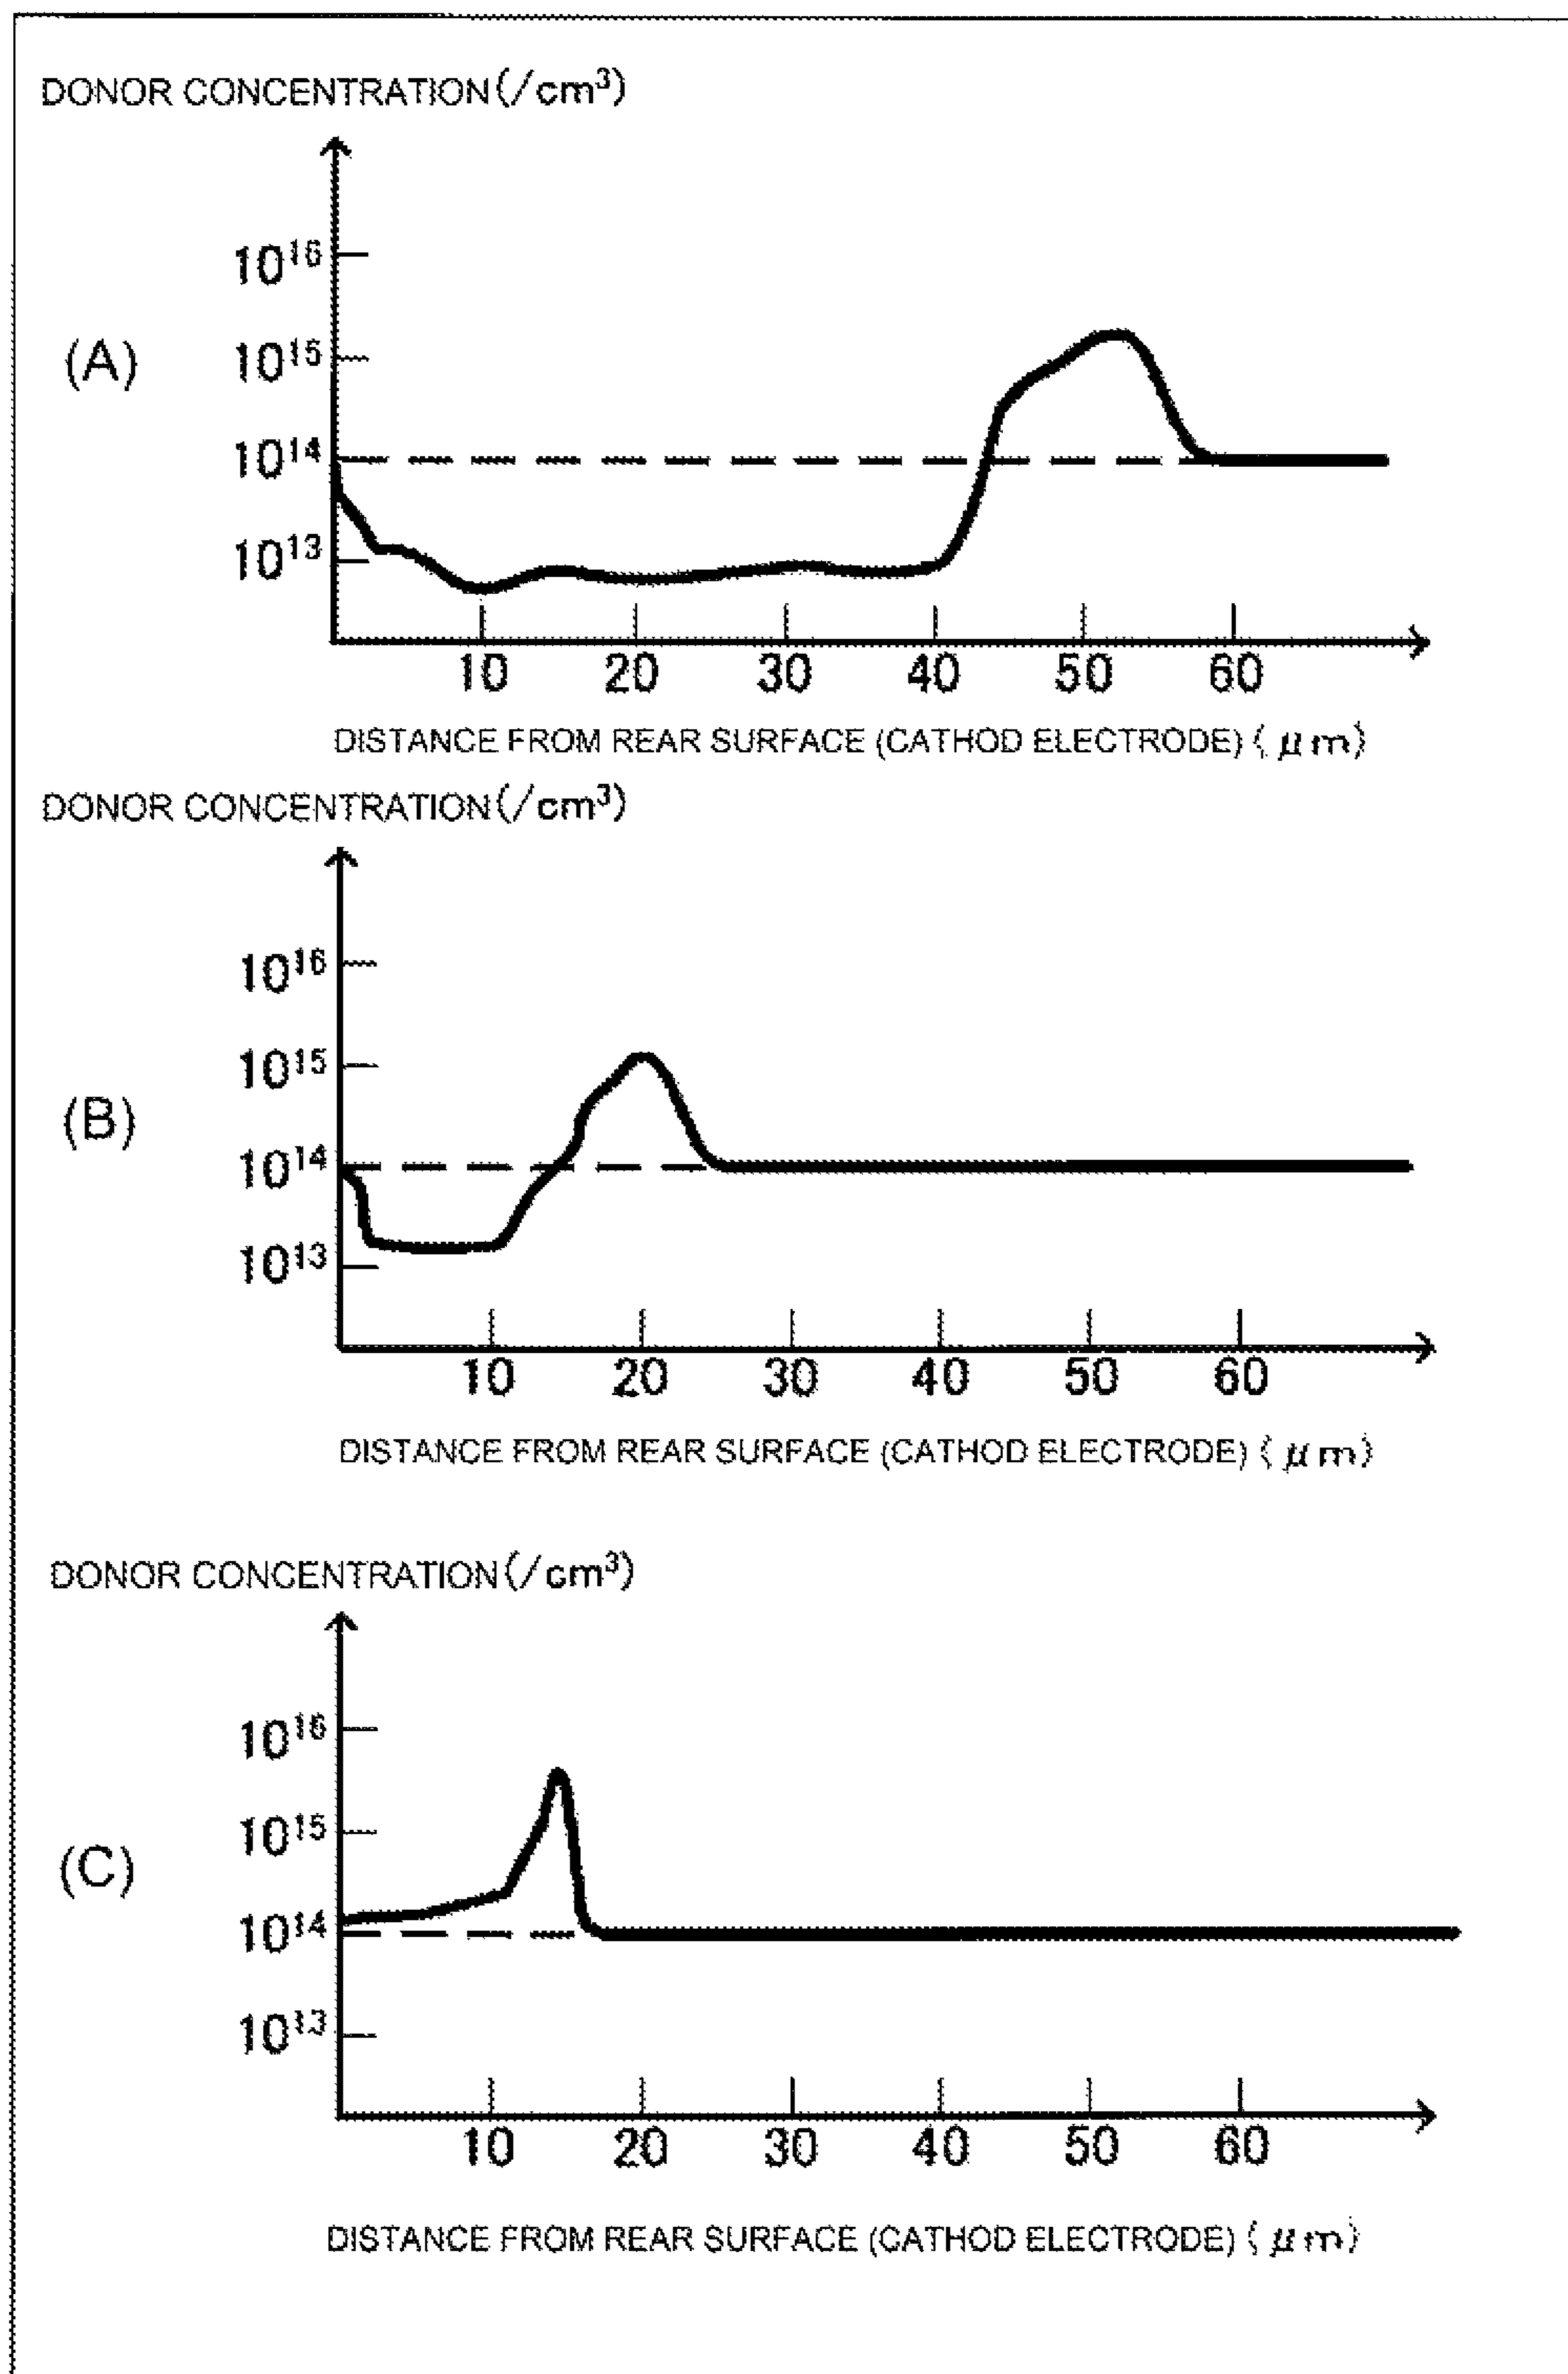 DONOR CONCENTRATION(/cm³)
10¹⁶
(A)
10¹⁵
10¹⁴
10¹³
10 20 30 40 50 60
DISTANCE FROM REAR SURFACE (CATHOD ELECTRODE) (μm)
DONOR CONCENTRATION(/cm³)
10¹⁶
10¹⁵
(B)
10¹⁴
10¹³
10 20 30 40 50 60
DISTANCE FROM REAR SURFACE (CATHOD ELECTRODE) (μm)
DONOR CONCENTRATION(/cm³)
10¹⁶
10¹⁵
(C)
10¹⁴
10¹³
10 20 30 40 50 60
DISTANCE FROM REAR SURFACE (CATHOD ELECTRODE) (μm)